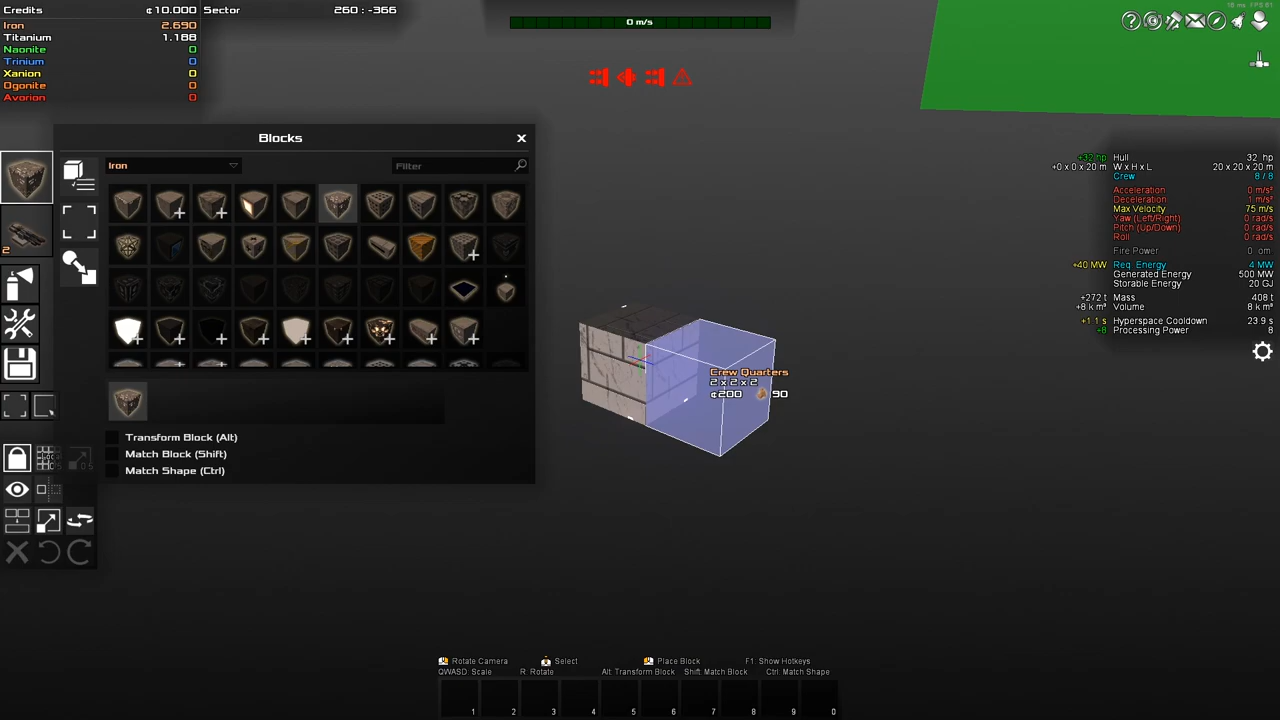 Credits ¢10.000 Sector 260 : -366
Iron 2.690
Titanium 1.188
Naonite 0
Trinium 0
Xanion 0
Ogonite 0
Avorion 0
0 m/s
Blocks
Iron
Filter
2
Transform Block (Alt)
Match Block (Shift)
Match Shape (Ctrl)
Crew Quarters
2 x 2 x 2
¢200 90
+32 hp Hull 32 hp
+0 x 0 x 20 m W x H x L 20 x 20 x 20 m
Crew 8 / 8
Acceleration 0 m/s²
Deceleration 1 m/s²
Max Velocity 75 m/s
Yaw (Left/Right) 0 rad/s
Pitch (Up/Down) 0 rad/s
Roll 0 rad/s
Fire Power 0 om
+40 MW Req. Energy 4 MW
Generated Energy 500 MW
Storable Energy 20 GJ
+272 t Mass 408 t
+8 k m³ Volume +8 k m³
+1.1 s Hyperspace Cooldown 23.9 s
+8 Processing Power 8
Rotate Camera Select Place Block F1: Show Hotkeys
QWASD: Scale R: Rotate Alt: Transform Block Shift: Match Block Ctrl: Match Shape
1 2 3 4 5 6 7 8 9 0